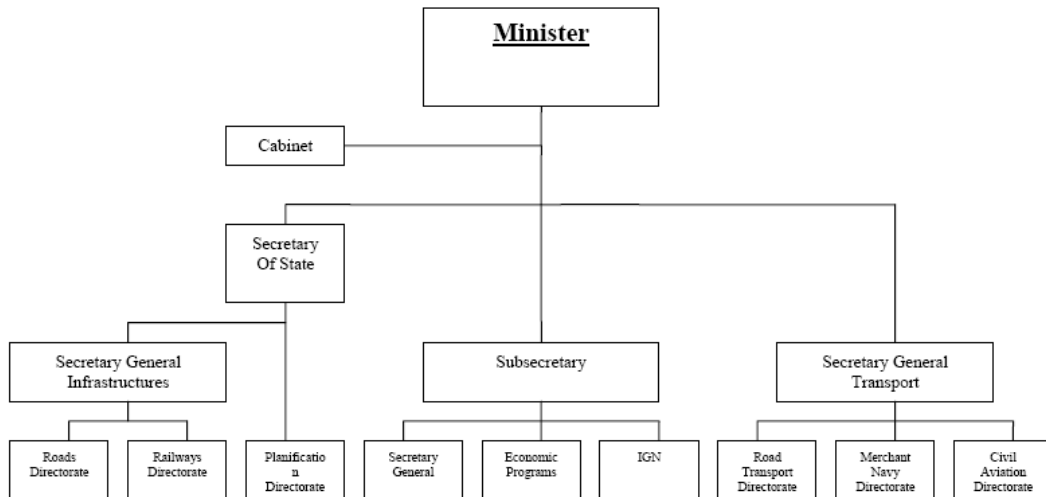 Minister
Cabinet
Secretary
Of State
Secretary General
Infrastructures
Subsecretary
Secretary General
Transport
Roads
Directorate
Railways
Directorate
Planificatio
n
Directorate
Secretary
General
Economic
Programs
IGN
Road
Transport
Directorate
Merchant
Navy
Directorate
Civil
Aviation
Directorate